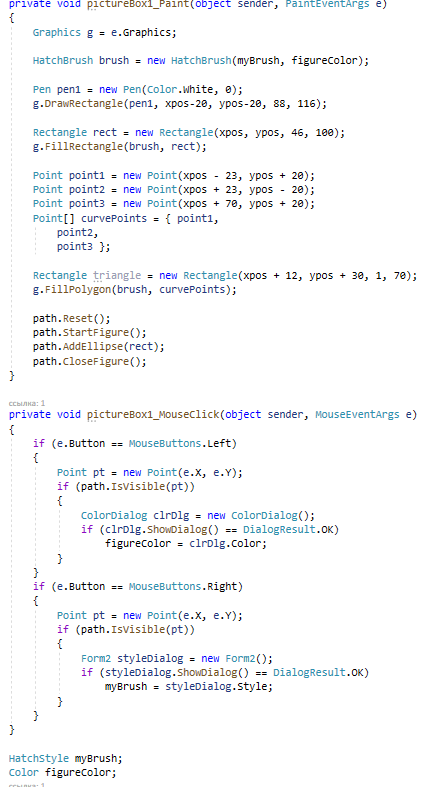 private void pictureBox1_Paint(object sender, PaintEventArgs e)
{
Graphics g = e.Graphics;
HatchBrush brush = new HatchBrush(myBrush, figureColor);
Pen pen1 = new Pen(Color.White, 0);
g.DrawRectangle(pen1, xpos-20, ypos-20, 88, 116);
Rectangle rect = new Rectangle(xpos, ypos, 46, 100);
g.FillRectangle(brush, rect);
Point point1 = new Point(xpos - 23, ypos + 20);
Point point2 = new Point(xpos + 23, ypos - 20);
Point point3 = new Point(xpos + 70, ypos + 20);
Point[] curvePoints = { point1,
point2,
point3 };
Rectangle triangle = new Rectangle(xpos + 12, ypos + 30, 1, 70);
g.FillPolygon(brush, curvePoints);
path.Reset();
path.StartFigure();
path.AddEllipse(rect);
path.CloseFigure();
}
ссылка: 1
private void pictureBox1_MouseClick(object sender, MouseEventArgs e)
{
if (e.Button == MouseButtons.Left)
{
Point pt = new Point(e.X, e.Y);
if (path.IsVisible(pt))
{
ColorDialog clrDlg = new ColorDialog();
if (clrDlg.ShowDialog() == DialogResult.OK)
figureColor = clrDlg.Color;
}
}
if (e.Button == MouseButtons.Right)
{
Point pt = new Point(e.X, e.Y);
if (path.IsVisible(pt))
{
Form2 styleDialog = new Form2();
if (styleDialog.ShowDialog() == DialogResult.OK)
myBrush = styleDialog.Style;
}
}
}
HatchStyle myBrush;
Color figureColor;
ссылка: 1